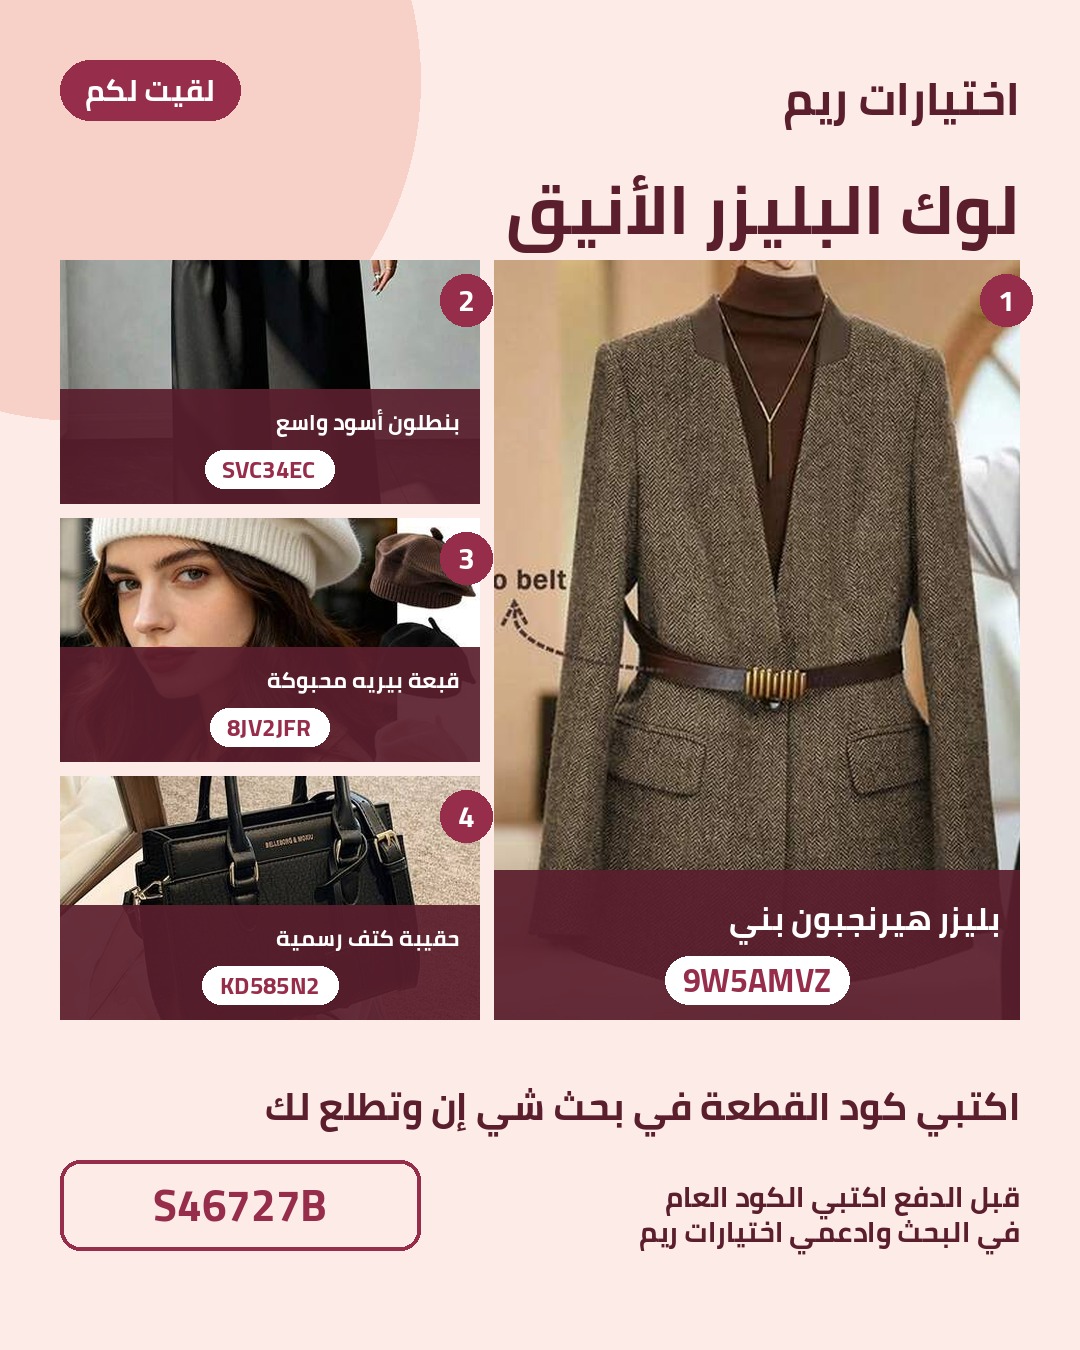 اختيارات ريم
لقيت لكم
لوك البليزر الأنيق
1
o belt
بليزر هيرنجبون بني
9W5AMVZ
2
بنطلون أسود واسع
SVC34EC
3
قبعة بيريه محبوكة
8JV2JFR
4
BELLEBORG & WOXIU
حقيبة كتف رسمية
KD585N2
اكتبي كود القطعة في بحث شي إن وتطلع لك
قبل الدفع اكتبي الكود العام
في البحث وادعمي اختيارات ريم
S46727B